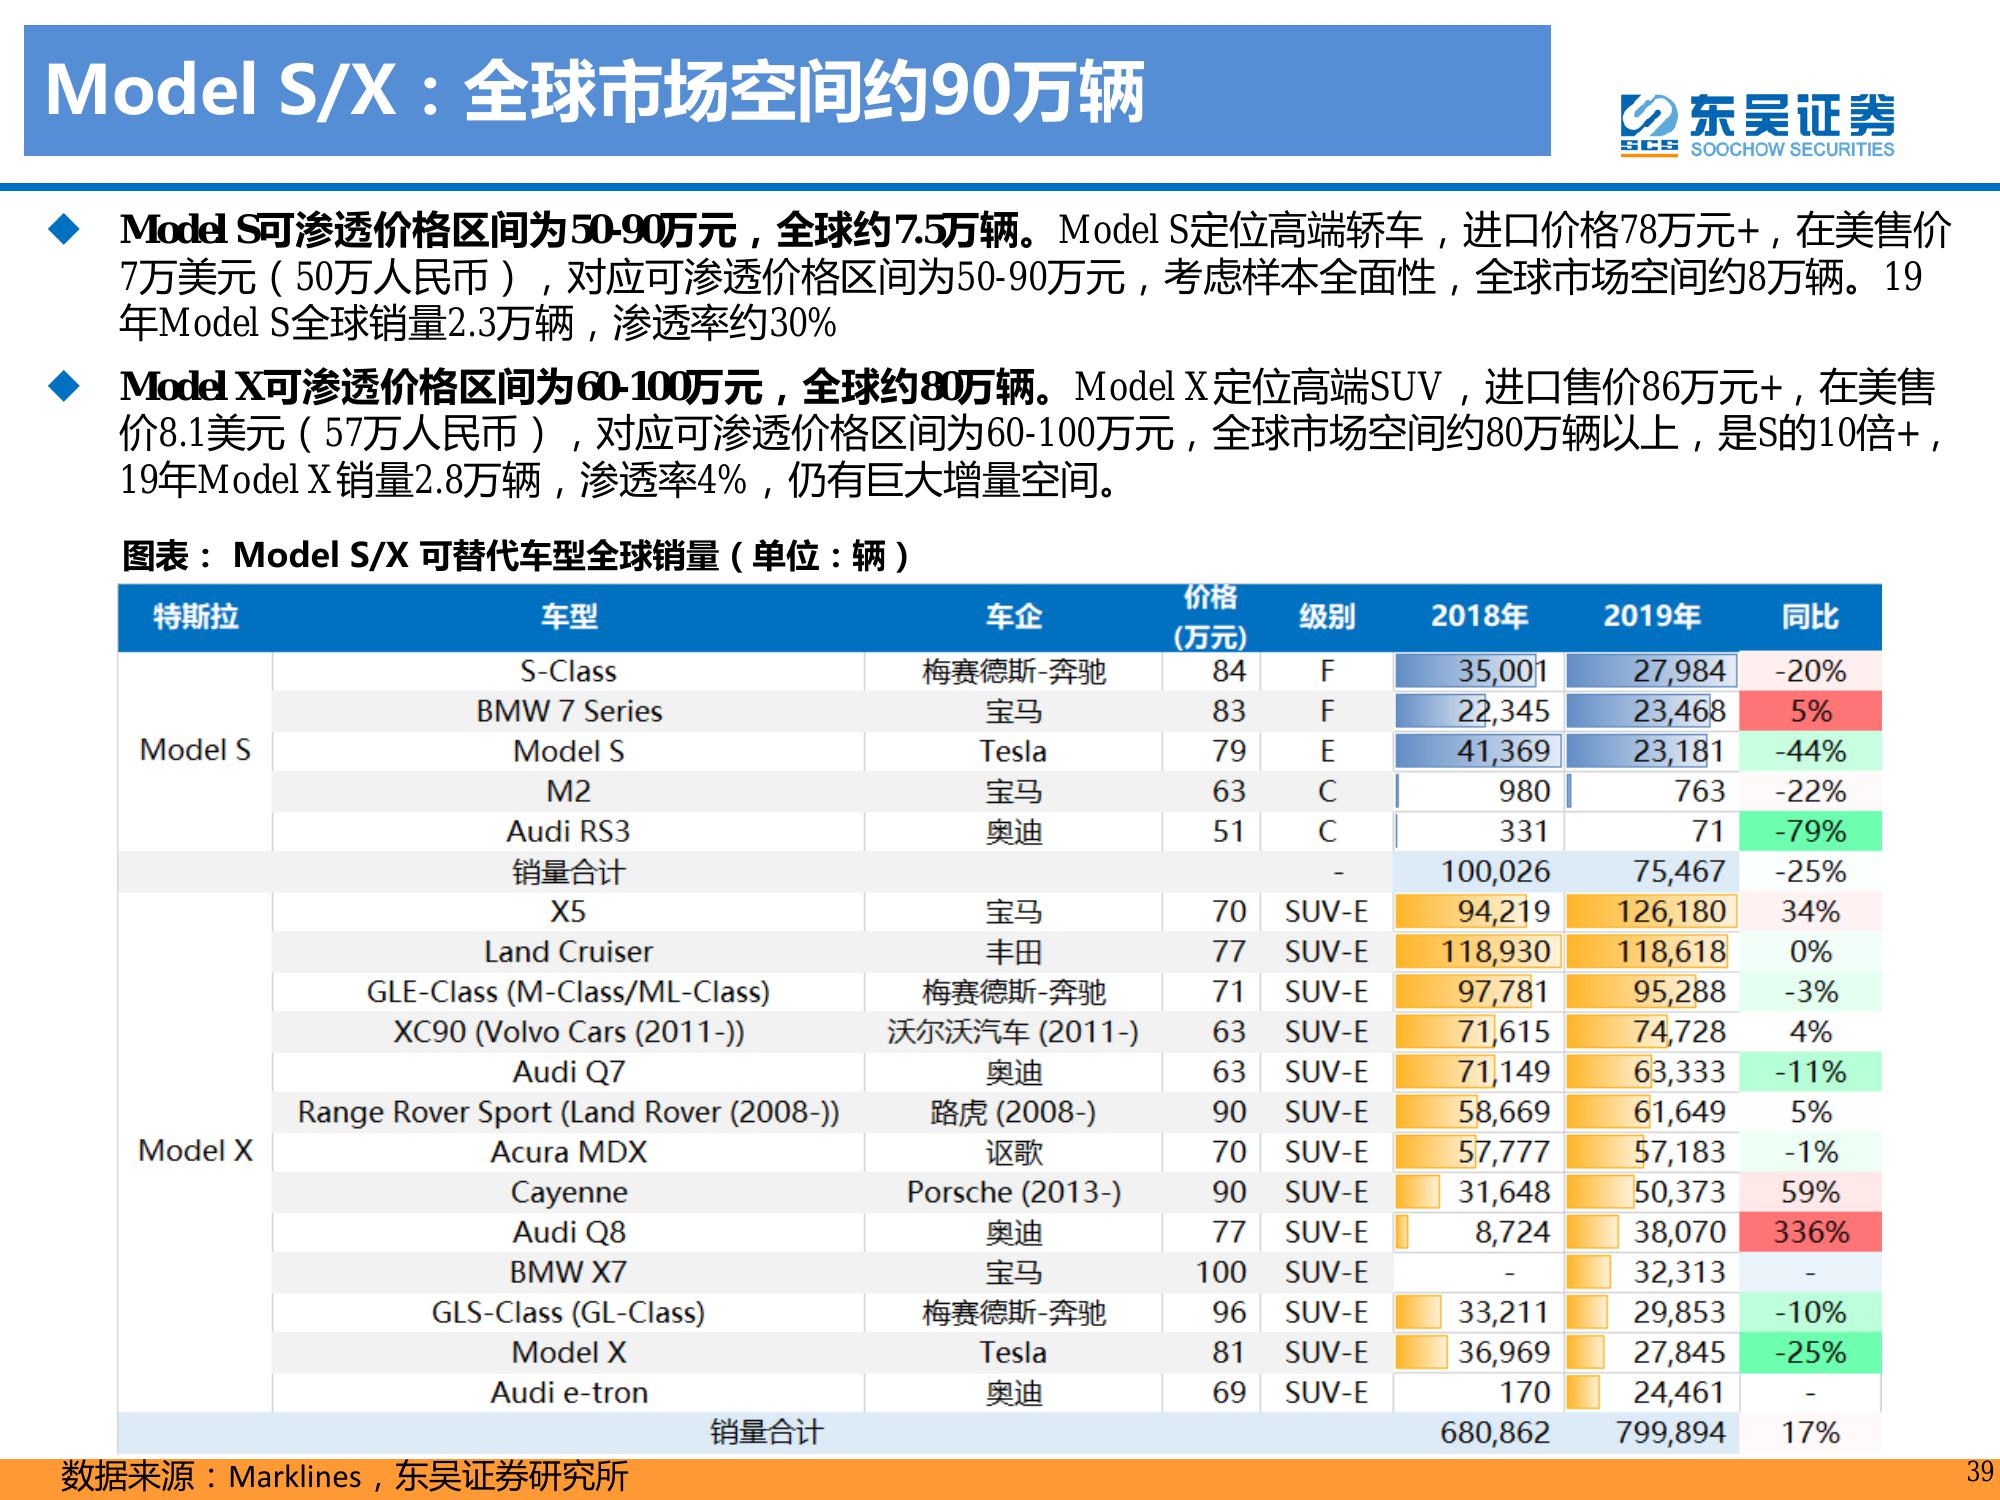 Model S/X：全球市场空间约90万辆
SCS 东吴证券
SOOCHOW SECURITIES
Model S可渗透价格区间为50-90万元，全球约7.5万辆。Model S定位高端轿车，进口价格78万元+，在美售价
7万美元（50万人民币），对应可渗透价格区间为50-90万元，考虑样本全面性，全球市场空间约8万辆。19
年Model S全球销量2.3万辆，渗透率约30%
Model X可渗透价格区间为60-100万元，全球约80万辆。Model X定位高端SUV，进口售价86万元+，在美售
价8.1美元（57万人民币），对应可渗透价格区间为60-100万元，全球市场空间约80万辆以上，是S的10倍+，
19年Model X销量2.8万辆，渗透率4%，仍有巨大增量空间。
图表： Model S/X 可替代车型全球销量（单位：辆）
特斯拉 车型 车企 价格(万元) 级别 2018年 2019年 同比
Model S
S-Class 梅赛德斯-奔驰 84 F 35,001 27,984 -20%
BMW 7 Series 宝马 83 F 22,345 23,468 5%
Model S Tesla 79 E 41,369 23,181 -44%
M2 宝马 63 C 980 763 -22%
Audi RS3 奥迪 51 C 331 71 -79%
销量合计 - 100,026 75,467 -25%
Model X
X5 宝马 70 SUV-E 94,219 126,180 34%
Land Cruiser 丰田 77 SUV-E 118,930 118,618 0%
GLE-Class (M-Class/ML-Class) 梅赛德斯-奔驰 71 SUV-E 97,781 95,288 -3%
XC90 (Volvo Cars (2011-)) 沃尔沃汽车 (2011-) 63 SUV-E 71,615 74,728 4%
Audi Q7 奥迪 63 SUV-E 71,149 63,333 -11%
Range Rover Sport (Land Rover (2008-)) 路虎 (2008-) 90 SUV-E 58,669 61,649 5%
Acura MDX 讴歌 70 SUV-E 57,777 57,183 -1%
Cayenne Porsche (2013-) 90 SUV-E 31,648 50,373 59%
Audi Q8 奥迪 77 SUV-E 8,724 38,070 336%
BMW X7 宝马 100 SUV-E - 32,313 -
GLS-Class (GL-Class) 梅赛德斯-奔驰 96 SUV-E 33,211 29,853 -10%
Model X Tesla 81 SUV-E 36,969 27,845 -25%
Audi e-tron 奥迪 69 SUV-E 170 24,461 -
销量合计 680,862 799,894 17%
数据来源：Marklines，东吴证券研究所
39